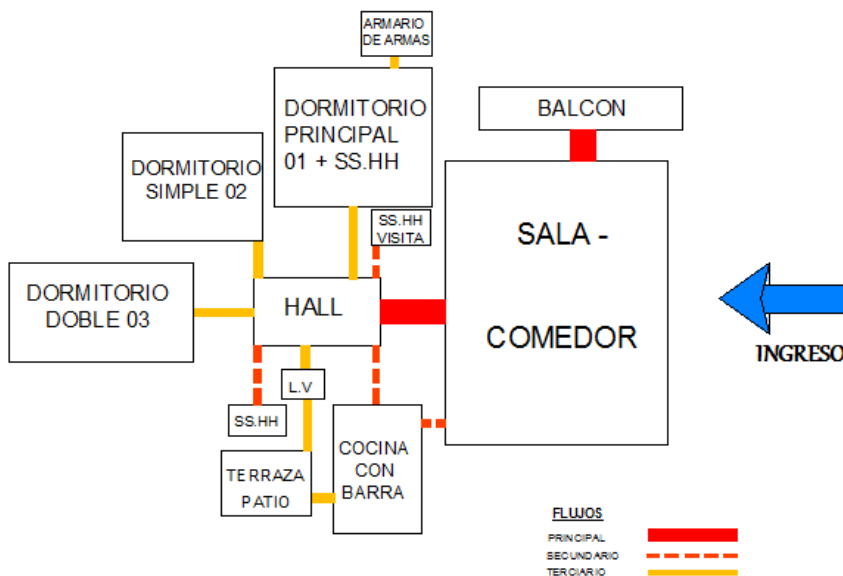 ARMARIO
DE ARMAS
DORMITORIO
PRINCIPAL
01 + SS.HH
BALCON
DORMITORIO
SIMPLE 02
SS.HH
VISITA
SALA -
COMEDOR
DORMITORIO
DOBLE 03
HALL
INGRESO
L.V
SS.HH
COCINA
CON
BARRA
TERRAZA
PATIO
FLUJOS
PRINCIPAL
SECUNDARIO
TERCIARIO